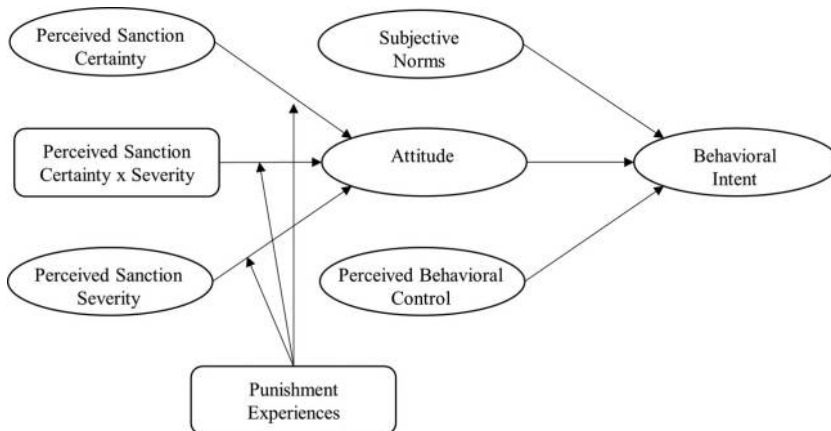 Perceived Sanction
Certainty
Subjective
Norms
Perceived Sanction
Certainty x Severity
Attitude
Behavioral
Intent
Perceived Sanction
Severity
Perceived Behavioral
Control
Punishment
Experiences